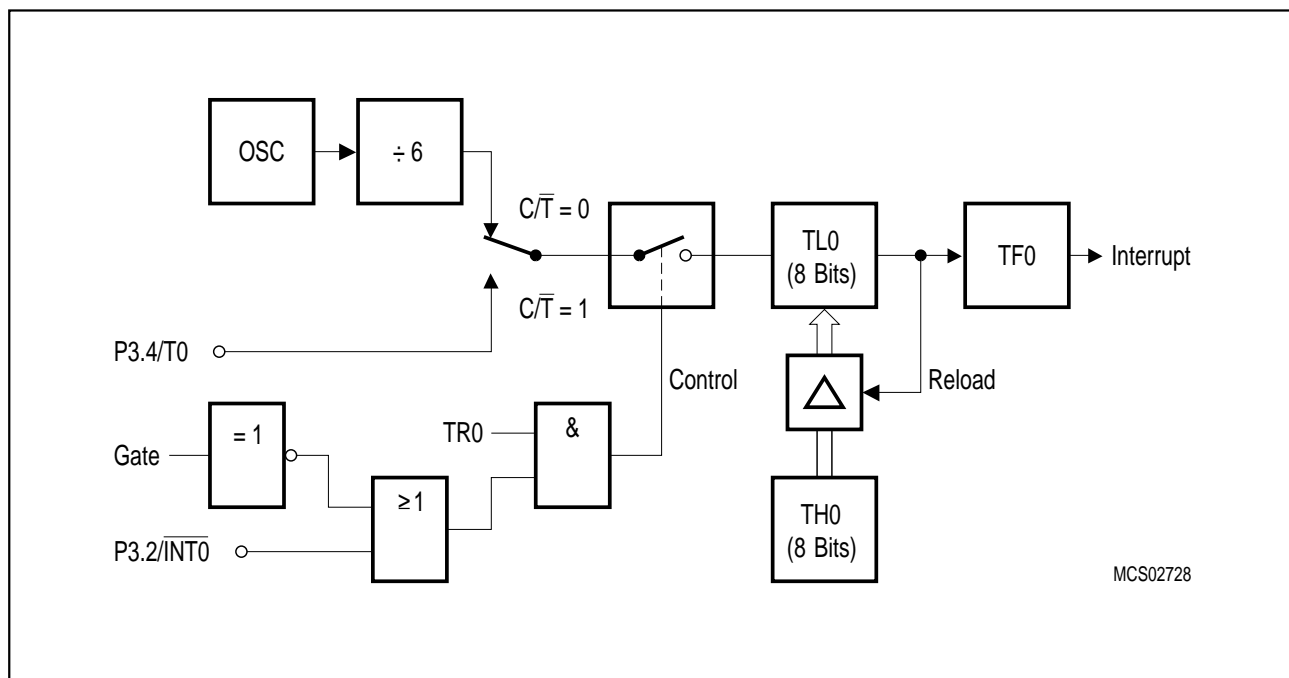 OSC
÷ 6
C/T̅ = 0
C/T̅ = 1
TL0
(8 Bits)
TF0
Interrupt
P3.4/T0
Control
Reload
= 1
Gate
TR0
&
≥ 1
TH0
(8 Bits)
P3.2/I̅N̅T̅0̅
MCS02728